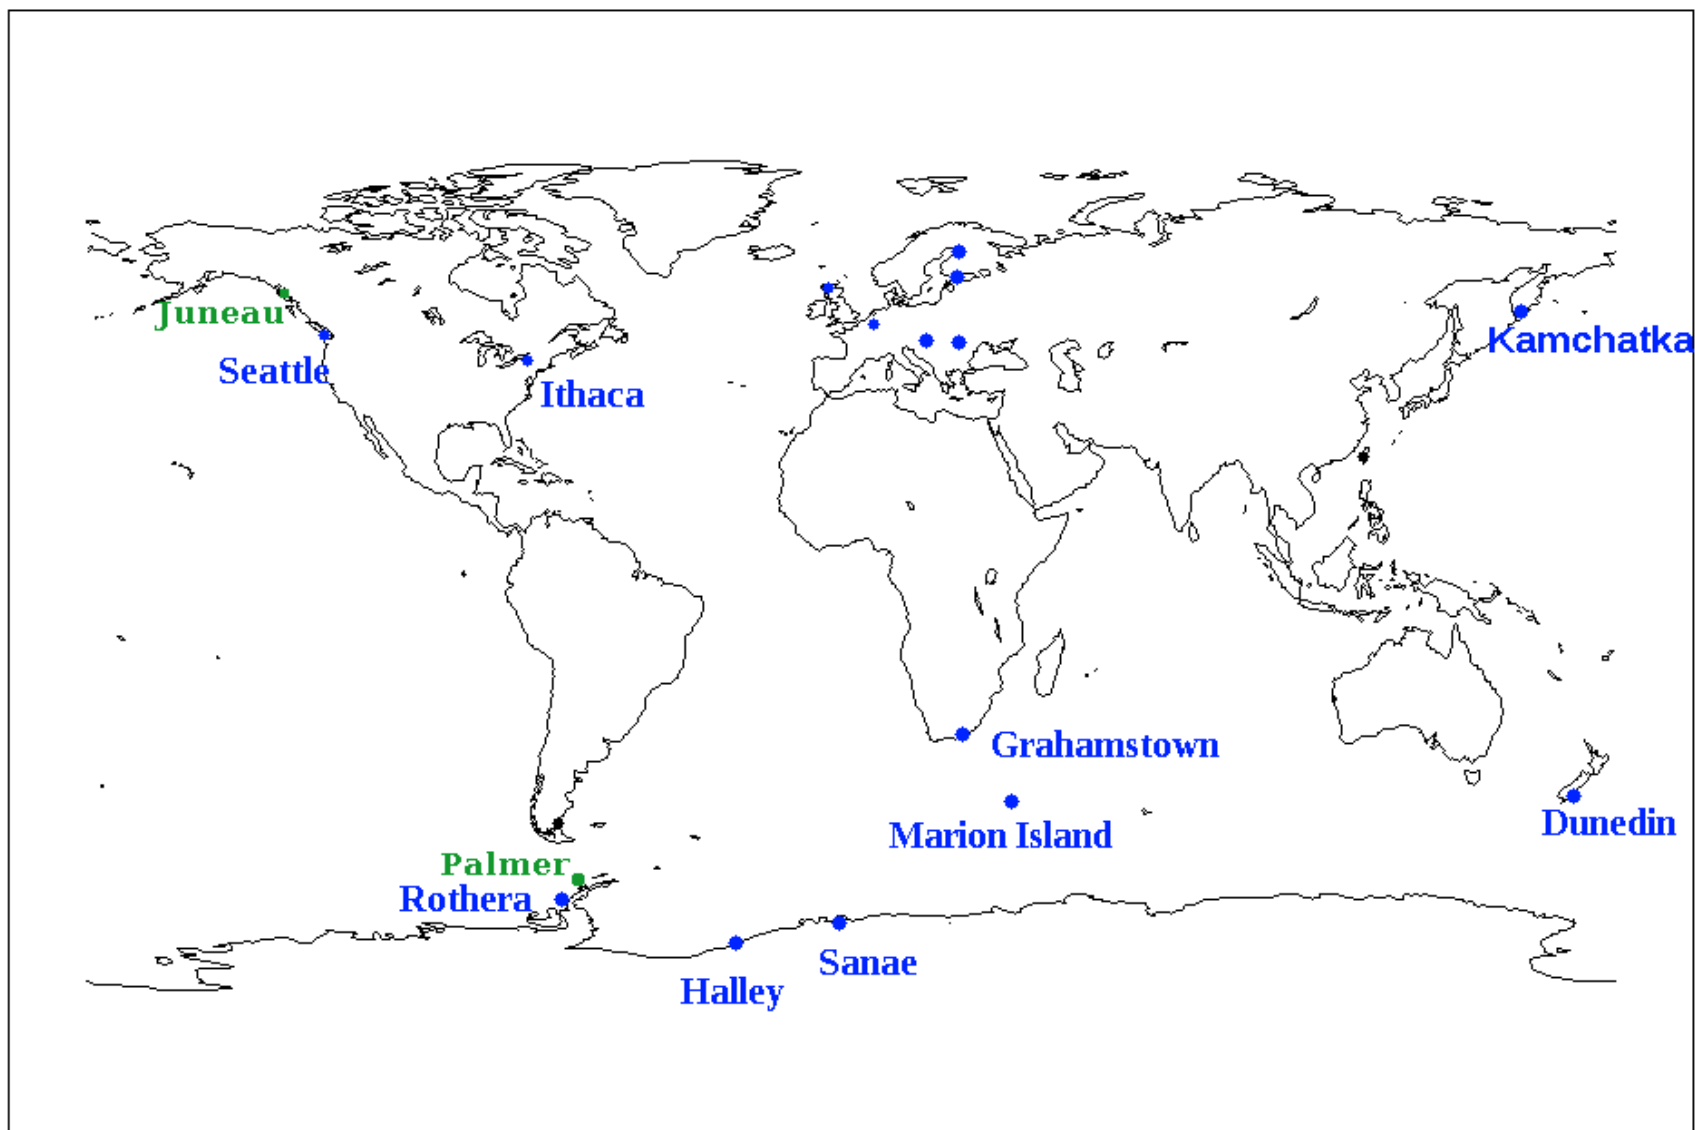 Juneau
Seattle
Ithaca
Kamchatka
Grahamstown
Marion Island
Dunedin
Palmer
Rothera
Sanae
Halley